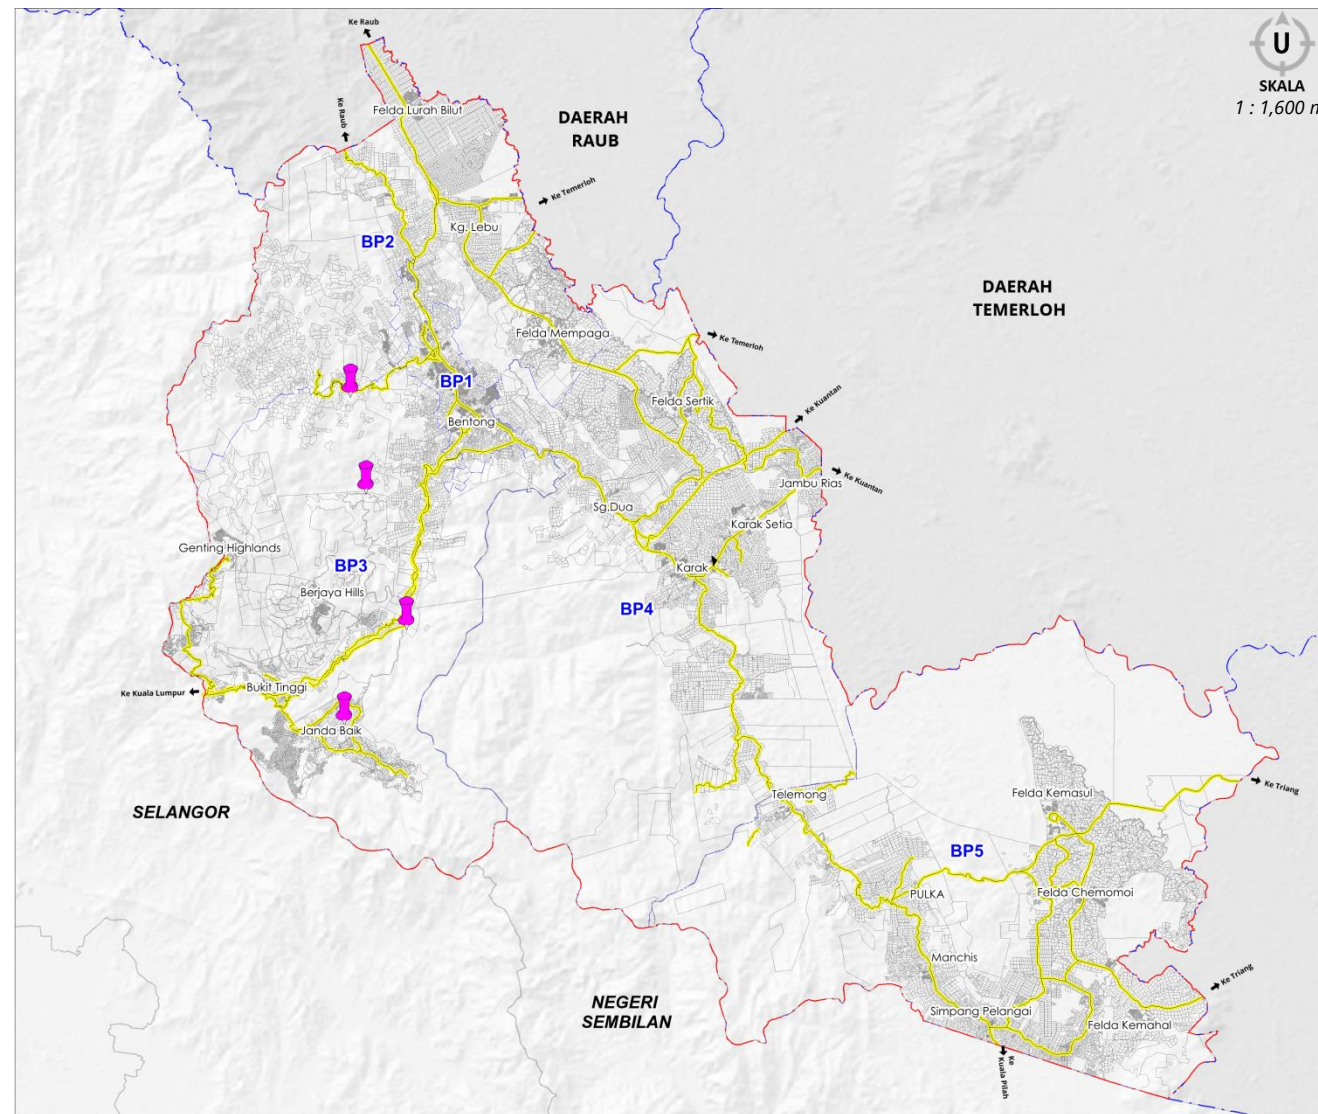 Ke Raub
U
SKALA
1 : 1,600 m
Felda Lurah Bilut
DAERAH
RAUB
Ke Raub
Ke Temerloh
Kg. Lebu
BP2
DAERAH
TEMERLOH
Felda Mempaga
Ke Temerloh
BP1
Felda Sertik
Ke Kuantan
Bentong
Ke Kuantan
Jambu Rias
Sg.Dua
Karak Setia
Genting Highlands
BP3
Karak
Berjaya Hills
BP4
Bukit Tinggi
Ke Kuala Lumpur
Janda Baik
Ke Triang
Telemong
Felda Kemasul
SELANGOR
BP5
PULKA
Felda Chemomoi
Manchis
Ke Triang
NEGERI
SEMBILAN
Simpang Pelangai
Felda Kemahal
Ke
Kuala Pilah